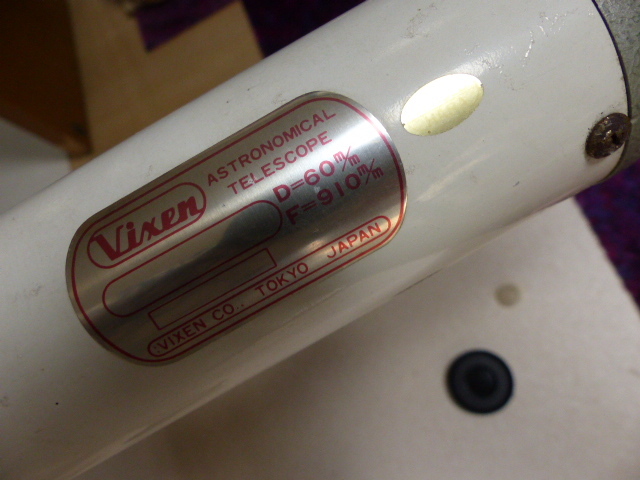 Vixen
ASTRONOMICAL
TELESCOPE
D=60m/m
F=910m/m
VIXEN CO., TOKYO JAPAN